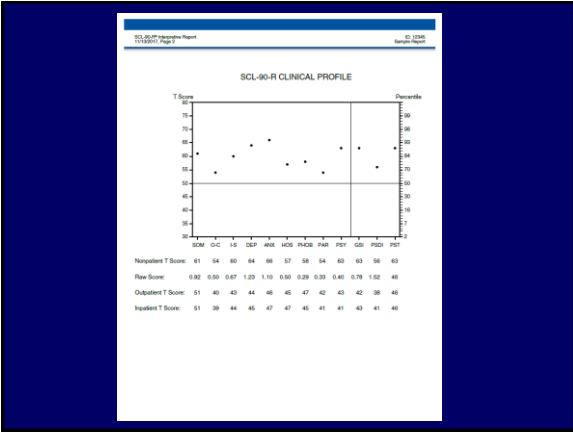 SCL-90-R® Interpretive Report
ID: 12345
11/13/2017, Page 2
Sample Report
SCL-90-R CLINICAL PROFILE
T Score
Percentile
80
75
70
65
60
55
50
45
40
35
30
99
98
93
84
70
50
30
16
7
2
SOM O-C I-S DEP ANX HOS PHOB PAR PSY GSI PSDI PST
Nonpatient T Score: 61 54 60 64 66 57 58 54 63 63 56 63
Raw Score: 0.92 0.50 0.67 1.23 1.10 0.50 0.29 0.33 0.40 0.78 1.52 46
Outpatient T Score: 51 40 43 44 46 45 47 42 43 42 38 46
Inpatient T Score: 51 39 44 45 47 47 45 41 41 43 41 46